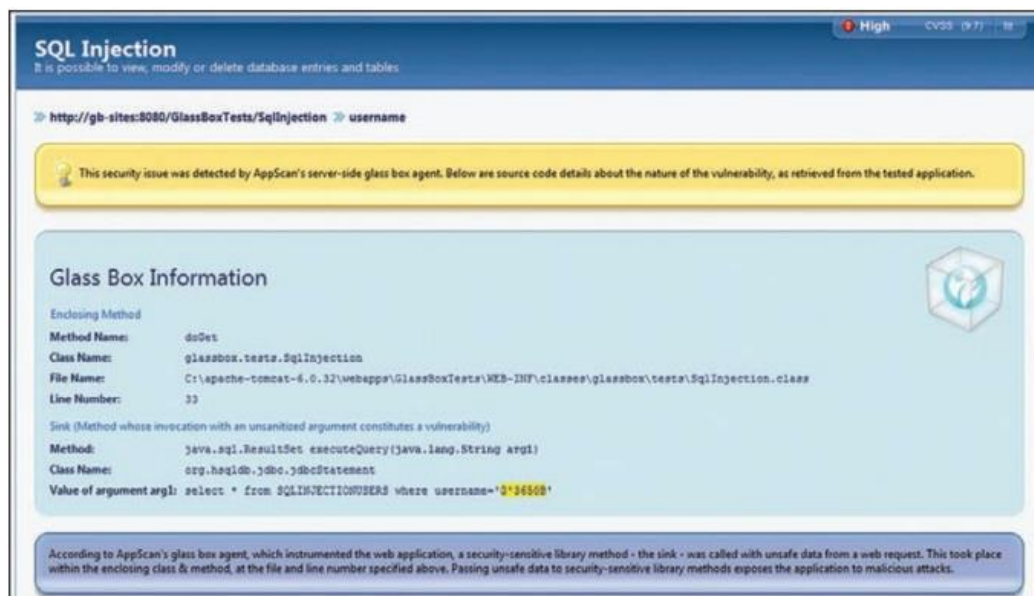 High CVSS (9.7)
SQL Injection
It is possible to view, modify or delete database entries and tables
http://gb-sites:8080/GlassBoxTests/SqlInjection username
This security issue was detected by AppScan's server-side glass box agent. Below are source code details about the nature of the vulnerability, as retrieved from the tested application.
Glass Box Information
Enclosing Method
Method Name: doGet
Class Name: glassbox.tests.SqlInjection
File Name: C:\apache-tomcat-6.0.32\webapps\GlassBoxTests\WEB-INF\classes\glassbox\tests\SqlInjection.class
Line Number: 33
Sink (Method whose invocation with an unsanitized argument constitutes a vulnerability)
Method: java.sql.ResultSet executeQuery(java.lang.String arg1)
Class Name: org.hsqldb.jdbc.jdbcStatement
Value of argument arg1: select * from SQLINJECTIONUSERS where
According to AppScan's glass box agent, which instrumented the web application, a security-sensitive library method - the sink - was called with unsafe data from a web request. This took place
within the enclosing class & method, at the file and line number specified above. Passing unsafe data to security-sensitive library methods exposes the application to malicious attacks.